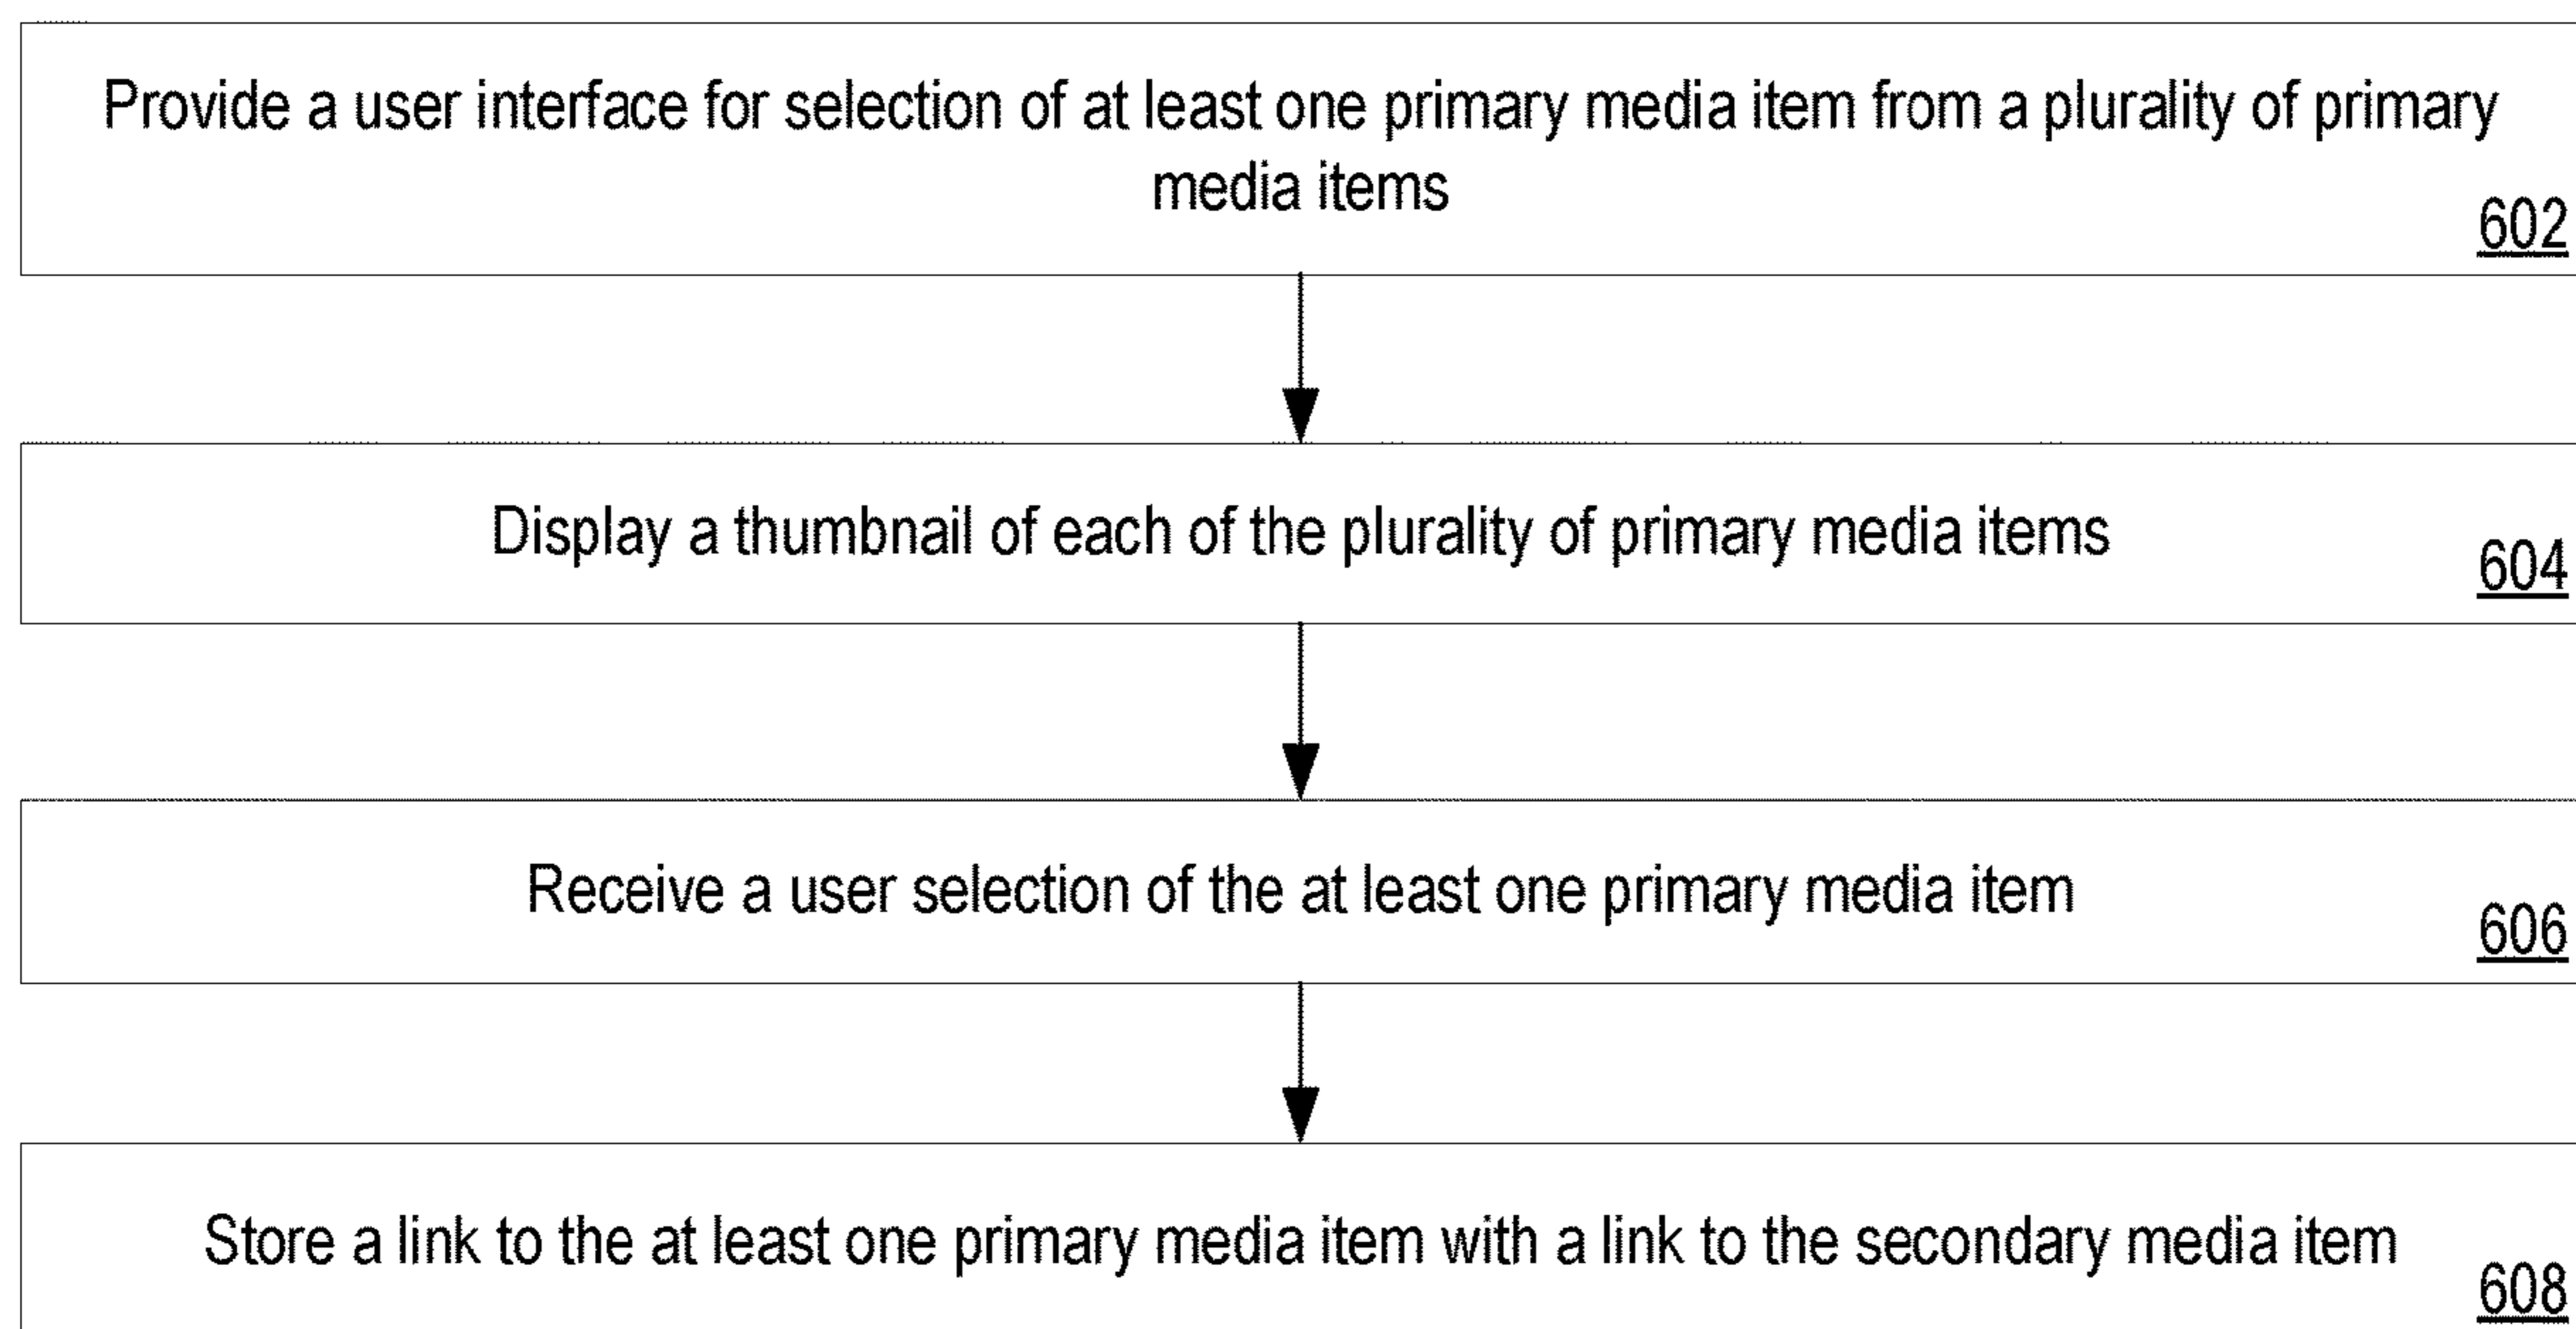 Provide a user interface for selection of at least one primary media item from a plurality of primary
media items
602
Display a thumbnail of each of the plurality of primary media items
604
Receive a user selection of the at least one primary media item
606
Store a link to the at least one primary media item with a link to the secondary media item
608